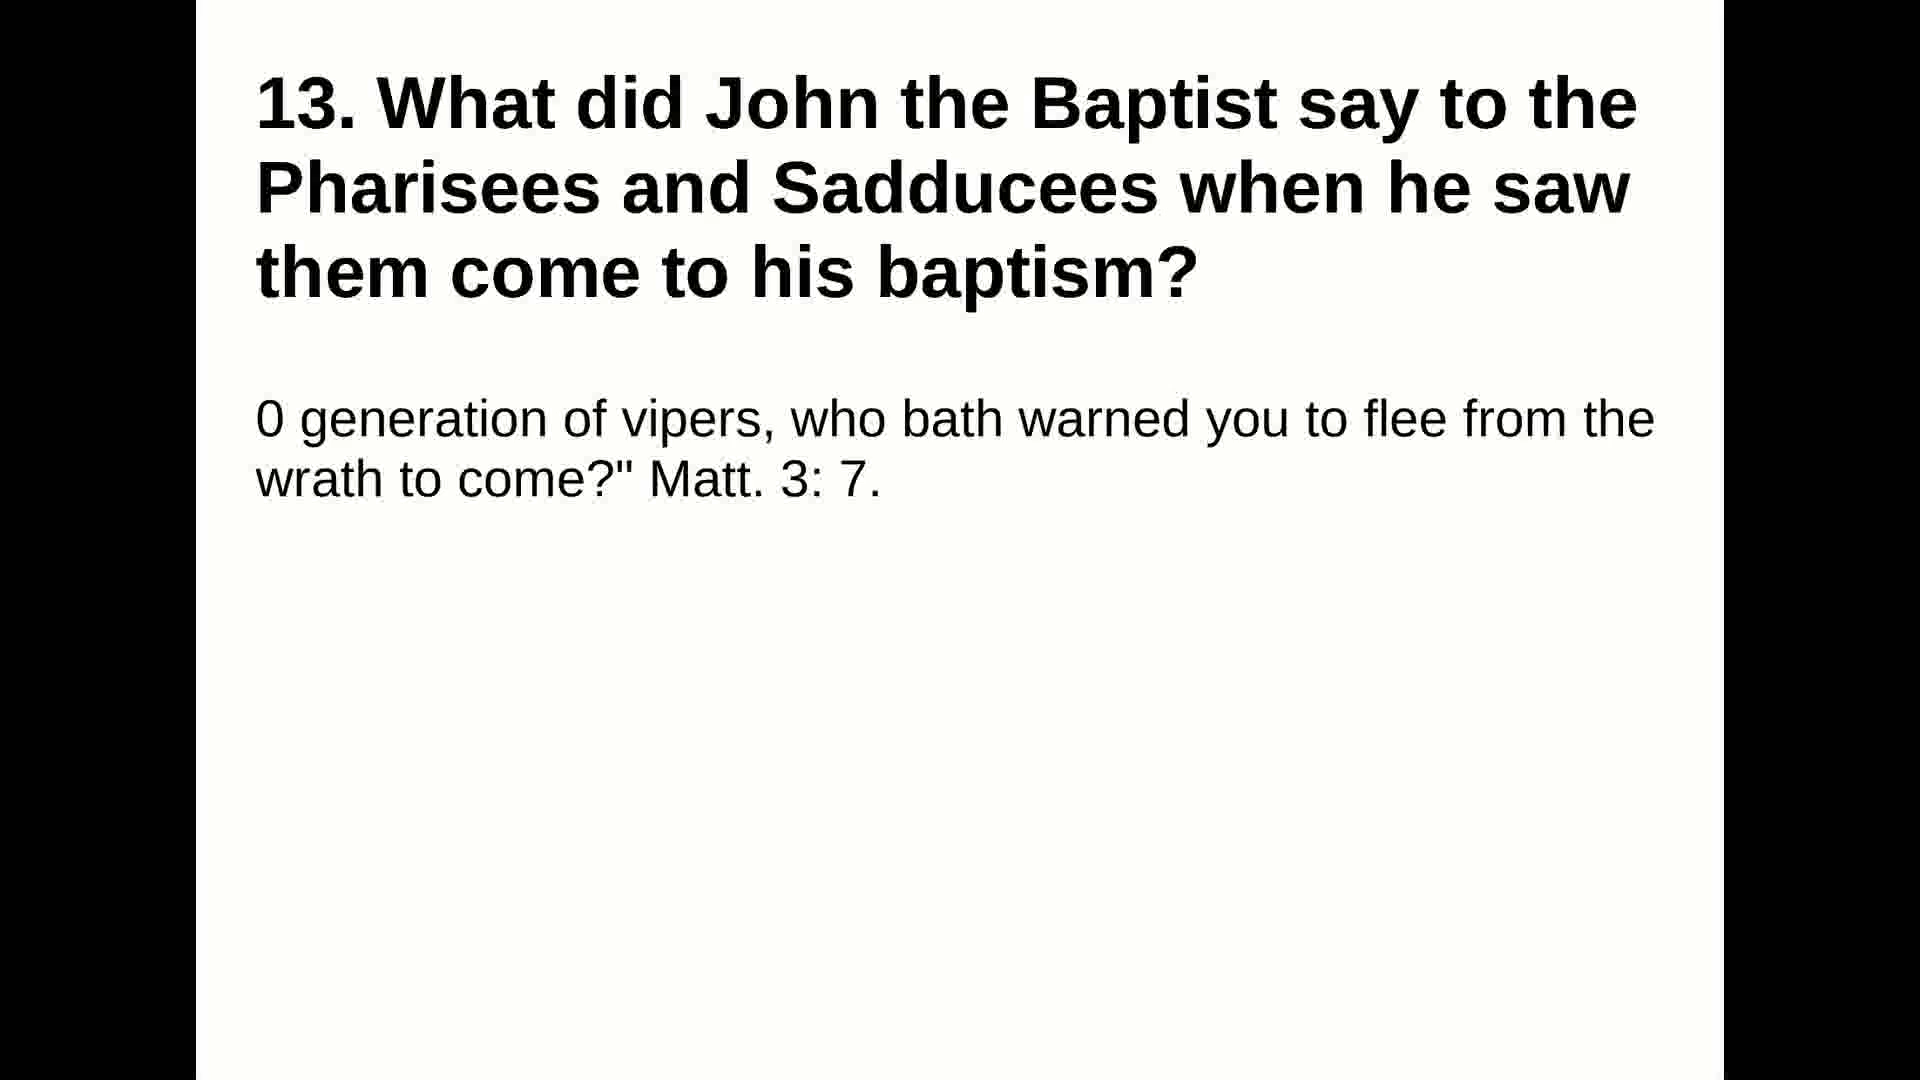 13. What did John the Baptist say to the
Pharisees and Sadducees when he saw
them come to his baptism?
0 generation of vipers, who bath warned you to flee from the
wrath to come?" Matt. 3: 7.